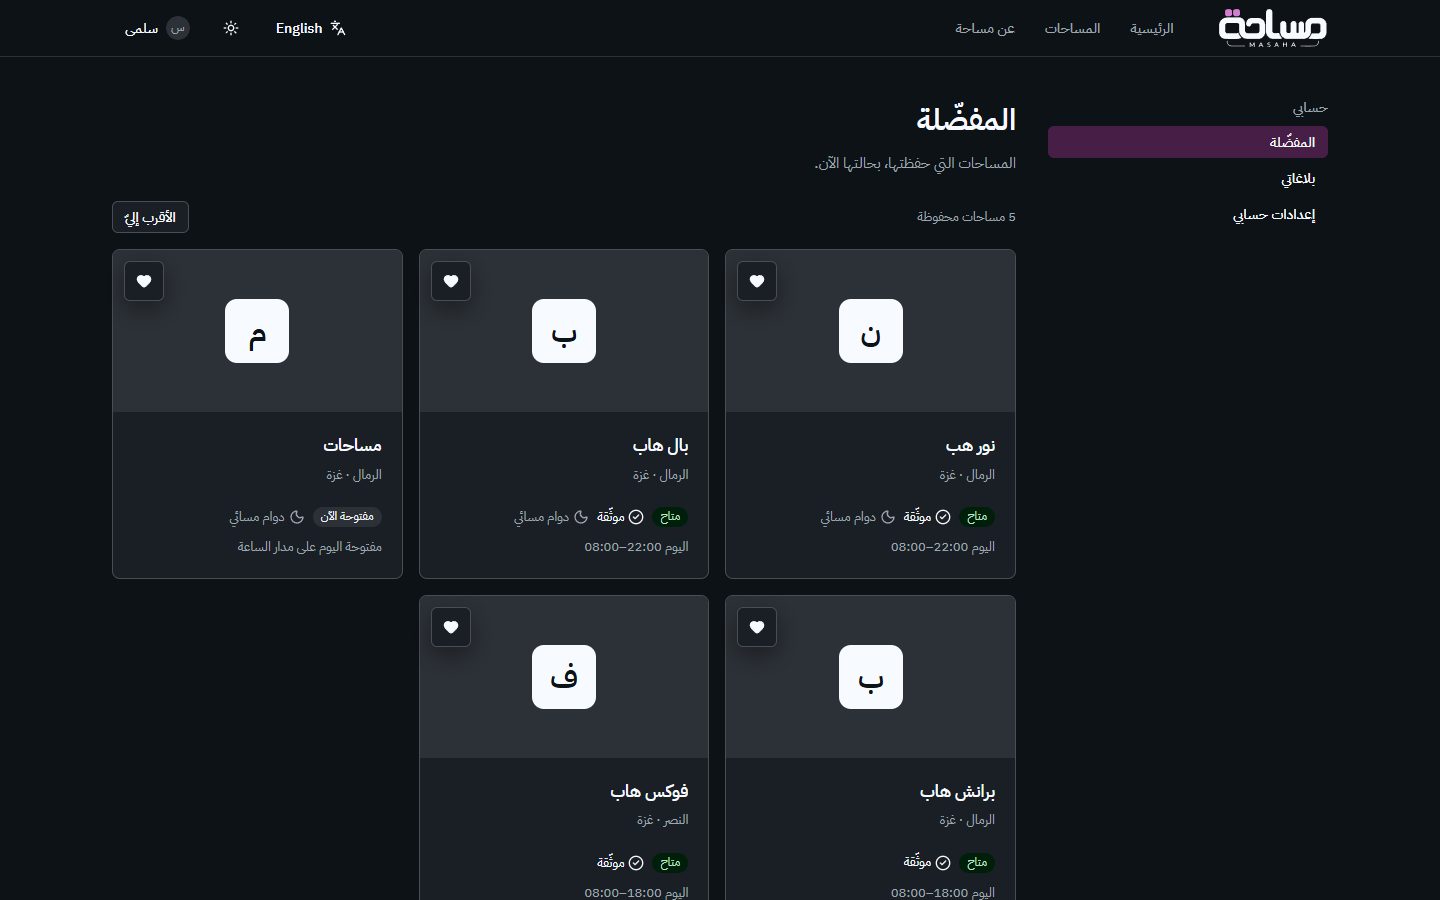 مساحة
MASAHA
الرئيسية
المساحات
عن مساحة
English
س
سلمى
حسابي
المفضّلة
بلاغاتي
إعدادات حسابي
المفضّلة
المساحات التي حفظتها، بحالتها الآن.
5 مساحات محفوظة
الأقرب إليّ
ن
نور هب
الرمال · غزة
متاح موثّقة دوام مسائي
اليوم 08:00–22:00
ب
بال هاب
الرمال · غزة
متاح موثّقة دوام مسائي
اليوم 08:00–22:00
م
مساحات
الرمال · غزة
مفتوحة الآن دوام مسائي
مفتوحة اليوم على مدار الساعة
ب
برانش هاب
الرمال · غزة
متاح موثّقة
اليوم 08:00–18:00
ف
فوكس هاب
النصر · غزة
متاح موثّقة
اليوم 08:00–18:00